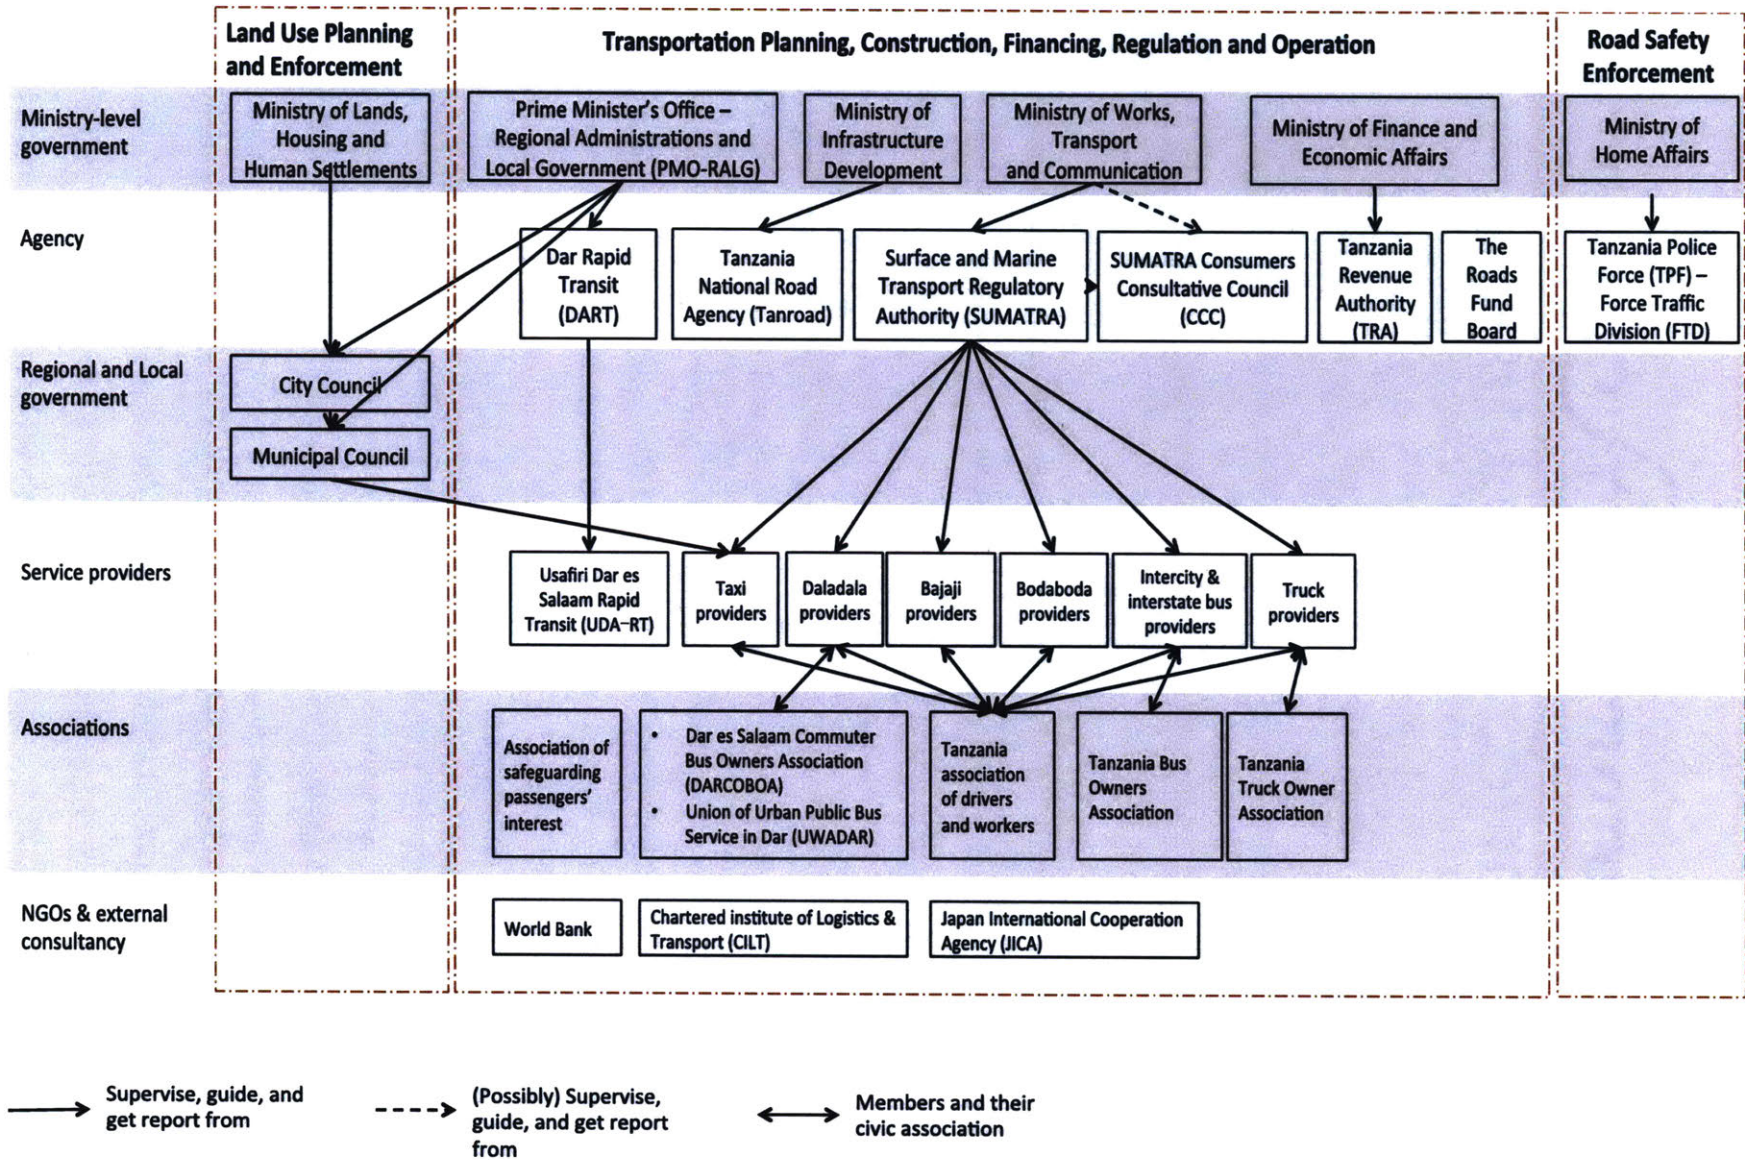 Land Use Planning
and Enforcement
Transportation Planning, Construction, Financing, Regulation and Operation
Road Safety
Enforcement
Ministry-level
government
Ministry of Lands,
Housing and
Human Settlements
Prime Minister's Office –
Regional Administrations and
Local Government (PMO-RALG)
Ministry of
Infrastructure
Development
Ministry of Works,
Transport
and Communication
Ministry of Finance and
Economic Affairs
Ministry of
Home Affairs
Agency
Dar Rapid
Transit
(DART)
Tanzania
National Road
Agency (Tanroad)
Surface and Marine
Transport Regulatory
Authority (SUMATRA)
SUMATRA Consumers
Consultative Council
(CCC)
Tanzania
Revenue
Authority
(TRA)
The
Roads
Fund
Board
Tanzania Police
Force (TPF) –
Force Traffic
Division (FTD)
Regional and Local
government
City Council
Municipal Council
Service providers
Usafiri Dar es
Salaam Rapid
Transit (UDA–RT)
Taxi
providers
Daladala
providers
Bajaji
providers
Bodaboda
providers
Intercity &
interstate bus
providers
Truck
providers
Associations
Association of
safeguarding
passengers'
interest
• Dar es Salaam Commuter
Bus Owners Association
(DARCOBOA)
• Union of Urban Public Bus
Service in Dar (UWADAR)
Tanzania
association
of drivers
and workers
Tanzania Bus
Owners
Association
Tanzania
Truck Owner
Association
NGOs & external
consultancy
World Bank
Chartered institute of Logistics &
Transport (CILT)
Japan International Cooperation
Agency (JICA)
Supervise, guide, and
get report from
(Possibly) Supervise,
guide, and get report
from
Members and their
civic association